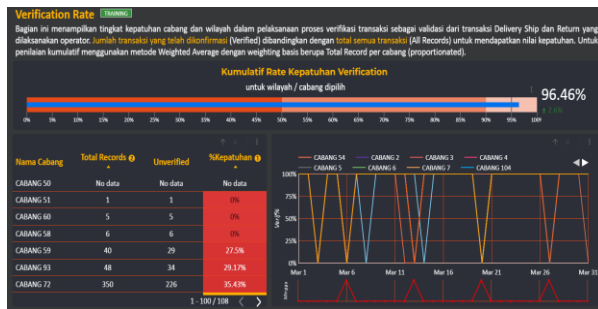 Verification Rate TRAINING
Bagian ini menampilkan tingkat kepatuhan cabang dan wilayah dalam pelaksanaan proses verifikasi transaksi sebagai validasi dari transaksi Delivery Ship dan Return yang
dilaksanakan operator. Jumlah transaksi yang telah dikonfirmasi (Verified) dibandingkan dengan total semua transaksi (All Records) untuk mendapatkan nilai kepatuhan. Untuk
penilaian kumulatif menggunakan metode Weighted Average dengan weighting basis berupa Total Record per cabang (proportionated).
Kumulatif Rate Kepatuhan Verification
untuk wilayah / cabang dipilih
96.46%
0% 5% 10% 15% 20% 25% 30% 35% 40% 45% 50% 55% 60% 65% 70% 75% 80% 85% 90% 95% 100%
Nama Cabang Total Records Unverified %Kepatuhan
CABANG 50 No data No data No data
CABANG 51 1 1 0%
CABANG 60 5 5 0%
CABANG 58 6 6 0%
CABANG 59 40 29 27.5%
CABANG 93 48 34 29.17%
CABANG 72 350 226 35.43%
1 - 100 / 108
CABANG 54 CABANG 2 CABANG 3 CABANG 4
CABANG 5 CABANG 6 CABANG 7 CABANG 104
100%
75%
50%
25%
Verif%
Mar 1 Mar 6 Mar 11 Mar 16 Mar 21 Mar 26 Mar 31